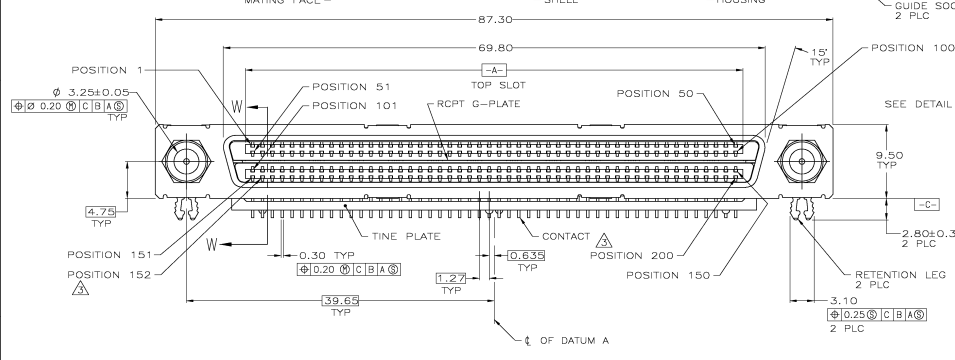 MATING FACE
SHELL
HOUSING
GUIDE SOC
2 PLC
87.30
69.80
15°
TYP
POSITION 100
-A-
TOP SLOT
POSITION 1
POSITION 51
POSITION 101
RCPT G-PLATE
POSITION 50
Ø 3.25±0.05
⌖ Ø 0.20 Ⓜ C B A Ⓢ
TYP
W
SEE DETAIL
9.50
TYP
4.75
TYP
-C-
2.80±0.3
2 PLC
TINE PLATE
CONTACT
3
W
POSITION 151
POSITION 152
3
0.30 TYP
⌖ 0.20 Ⓜ C B A Ⓢ
0.635
TYP
1.27
TYP
POSITION 200
POSITION 150
RETENTION LEG
2 PLC
39.65
TYP
3.10
⌖ 0.25 Ⓢ C B A Ⓢ
2 PLC
℄ OF DATUM A